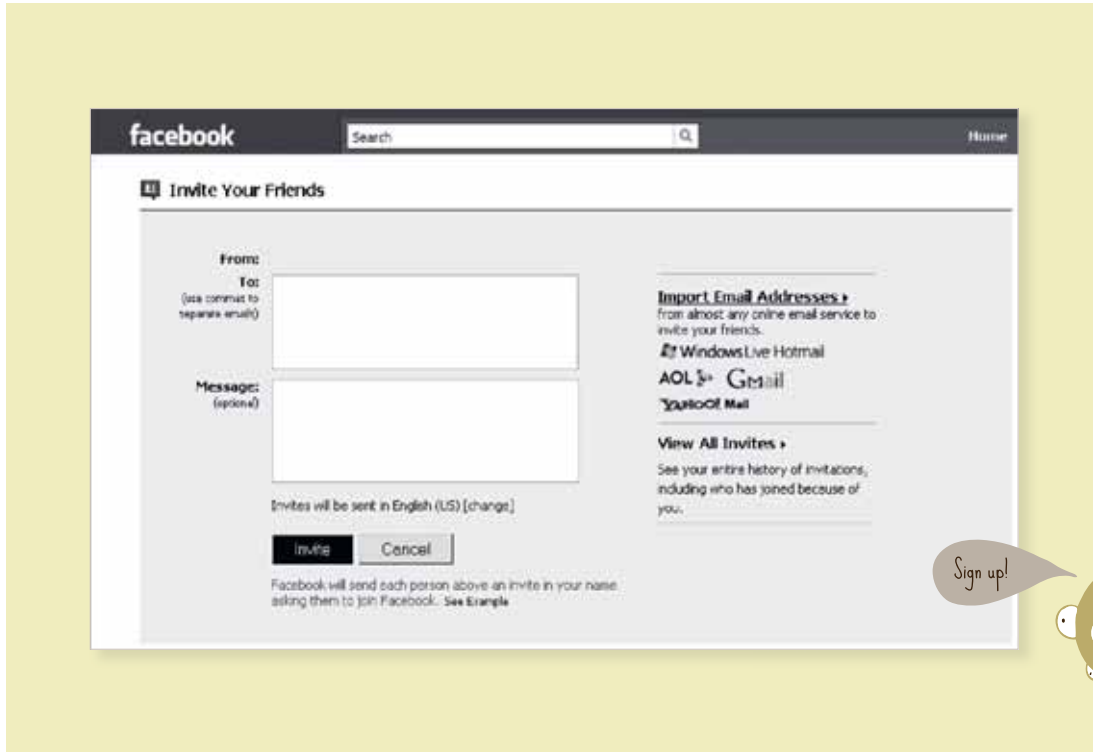 facebook
Search
Home
Invite Your Friends
From:
To:
(use commas to
separate emails)
Message:
(optional)
Invites will be sent in English (US) [change]
Invite Cancel
Facebook will send each person above an invite in your name
asking them to join Facebook. See Example
Import Email Addresses
from almost any online email service to
invite your friends.
Windows Live Hotmail
AOL Gmail
YAHOO! Mail
View All Invites
See your entire history of invitations,
including who has joined because of
you.
Sign up!